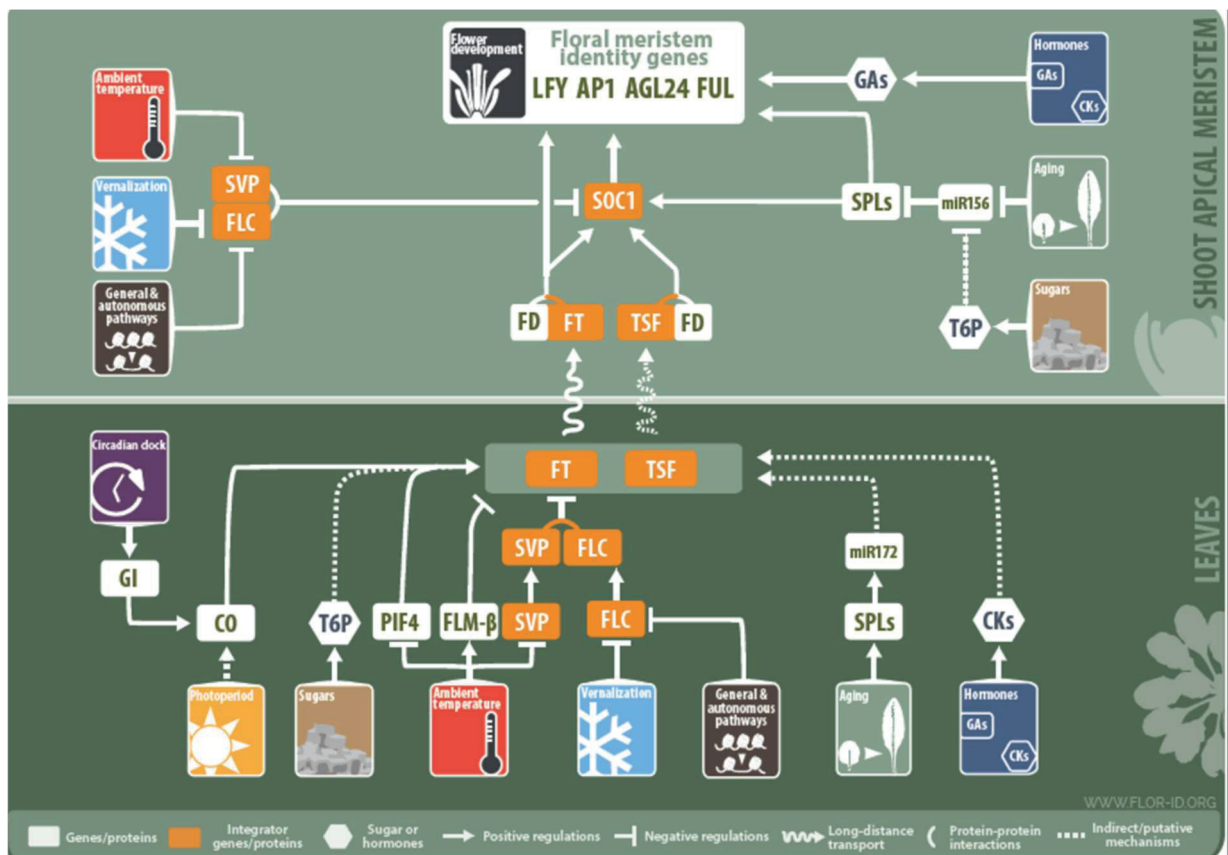 Flower
development
Floral meristem
identity genes
LFY AP1 AGL24 FUL
Ambient
temperature
Vernalization
General &
autonomous
pathways
SVP
FLC
SOC1
GAs
Hormones
GAs
CKs
SPLs
miR156
Aging
T6P
Sugars
FD
FT
TSF
FD
SHOOT APICAL MERISTEM
Circadian clock
GI
CO
FT
TSF
SVP
FLC
T6P
PIF4
FLM-β
SVP
FLC
miR172
SPLs
CKs
Photoperiod
Sugars
Ambient
temperature
Vernalization
General &
autonomous
pathways
Aging
Hormones
GAs
CKs
LEAVES
WWW.FLOR-ID.ORG
Genes/proteins
Integrator
genes/proteins
Sugar or
hormones
Positive regulations
Negative regulations
Long-distance
transport
Protein-protein
interactions
Indirect/putative
mechanisms